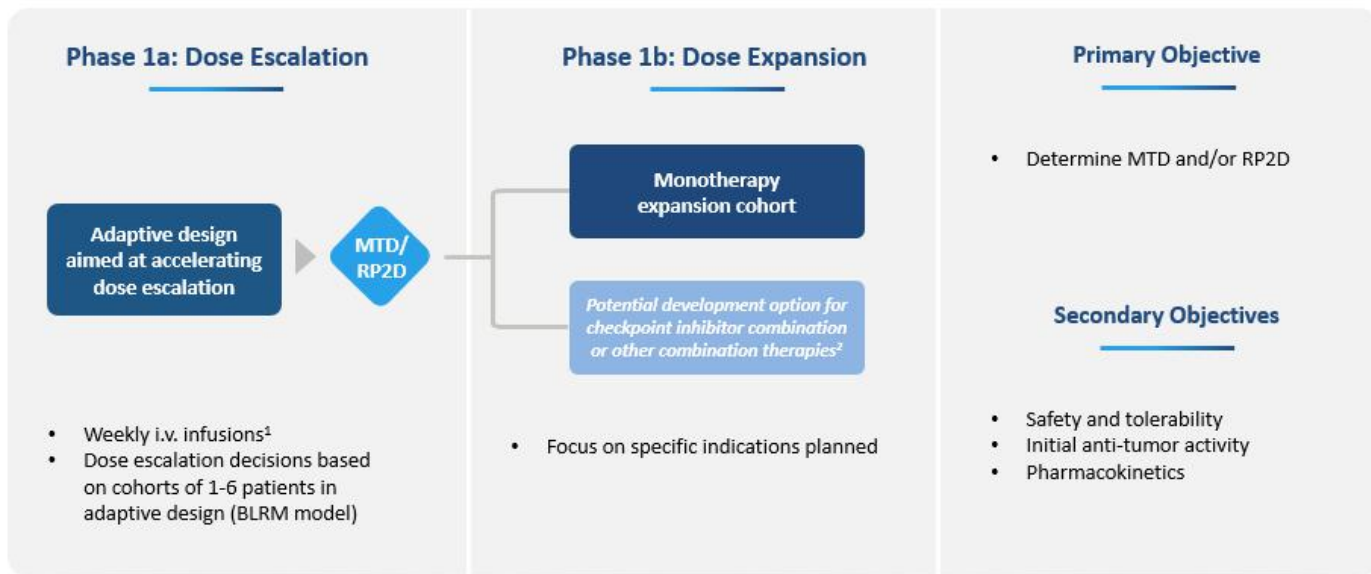 Phase 1a: Dose Escalation
Adaptive design
aimed at accelerating
dose escalation
MTD/
RP2D
• Weekly i.v. infusions¹
• Dose escalation decisions based
on cohorts of 1-6 patients in
adaptive design (BLRM model)
Phase 1b: Dose Expansion
Monotherapy
expansion cohort
Potential development option for
checkpoint inhibitor combination
or other combination therapies²
• Focus on specific indications planned
Primary Objective
• Determine MTD and/or RP2D
Secondary Objectives
• Safety and tolerability
• Initial anti-tumor activity
• Pharmacokinetics